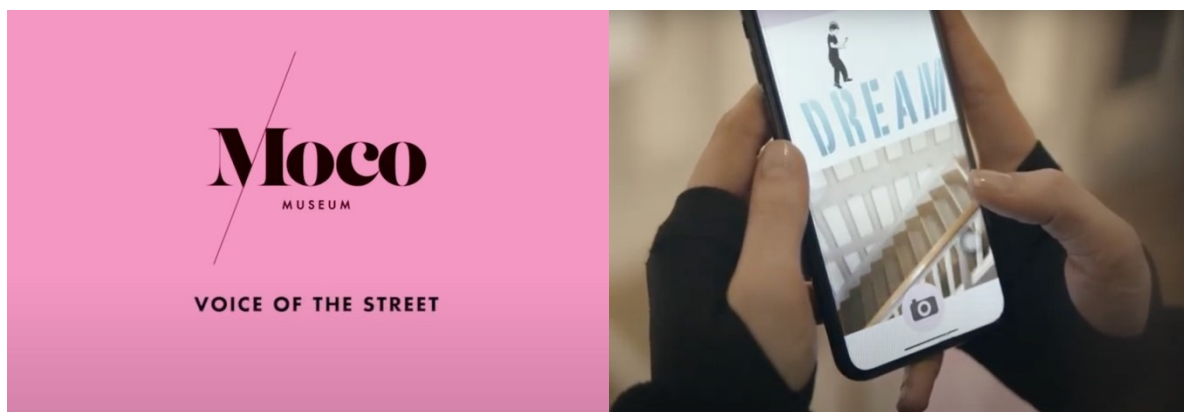 Moco
MUSEUM
VOICE OF THE STREET
DREAM